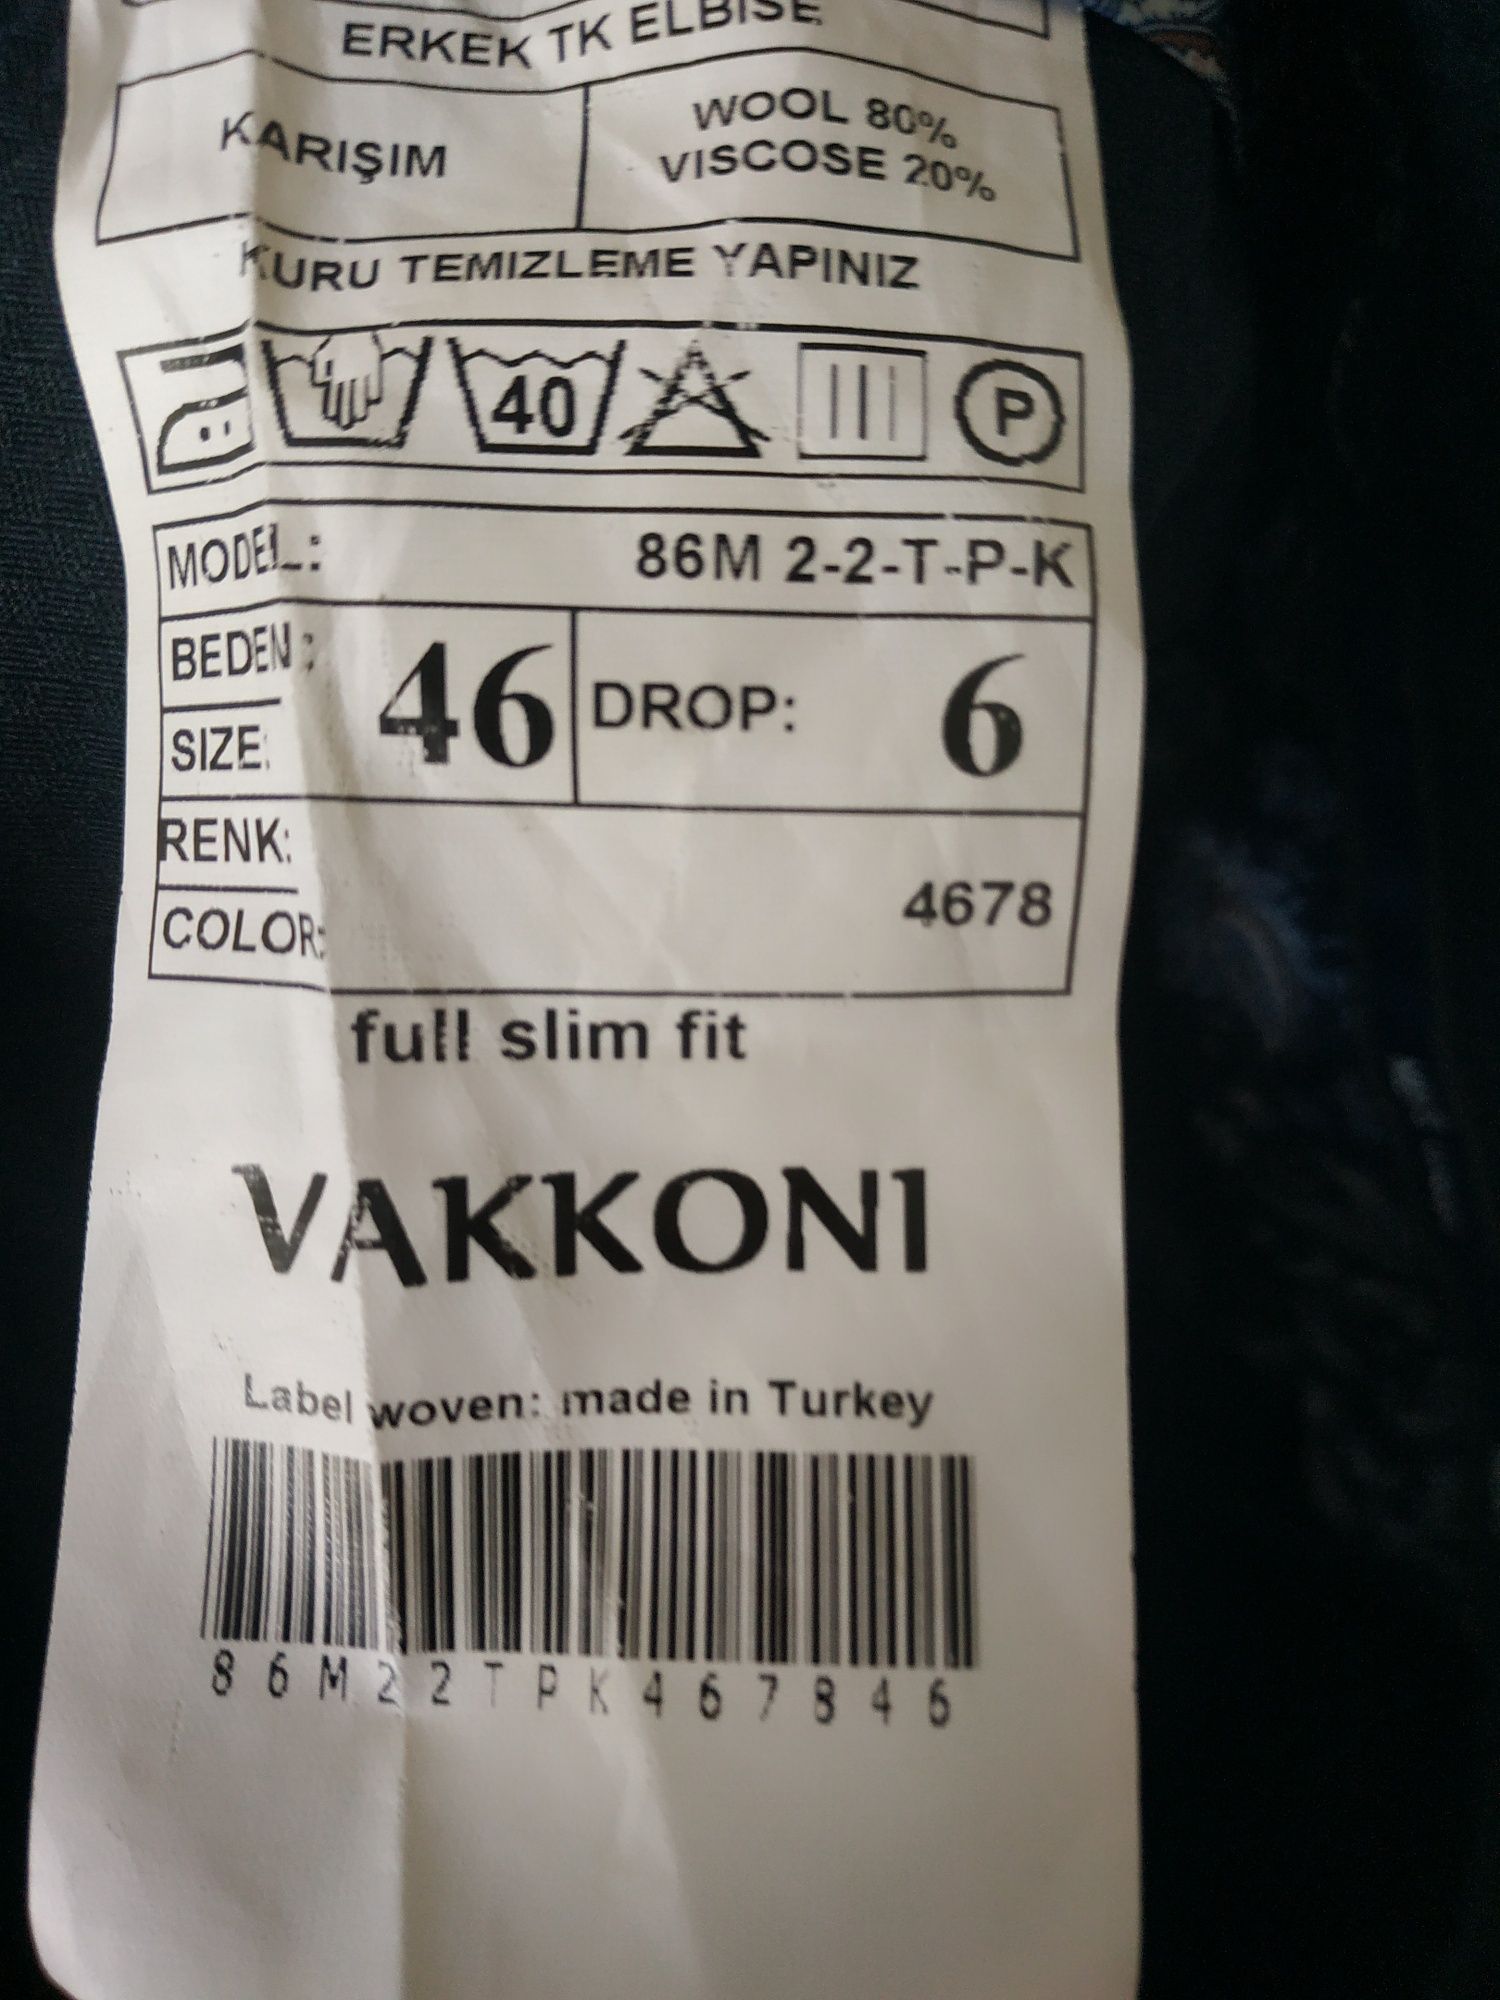 ERKEK TK ELBISE
KARIŞIM
WOOL 80%
VISCOSE 20%
KURU TEMIZLEME YAPINIZ
40
P
MODEL: 86M 2-2-T-P-K
BEDEN:
SIZE: 46
DROP: 6
RENK:
COLOR: 4678
full slim fit
VAKKONI
Label woven: made in Turkey
86M22TPK467846